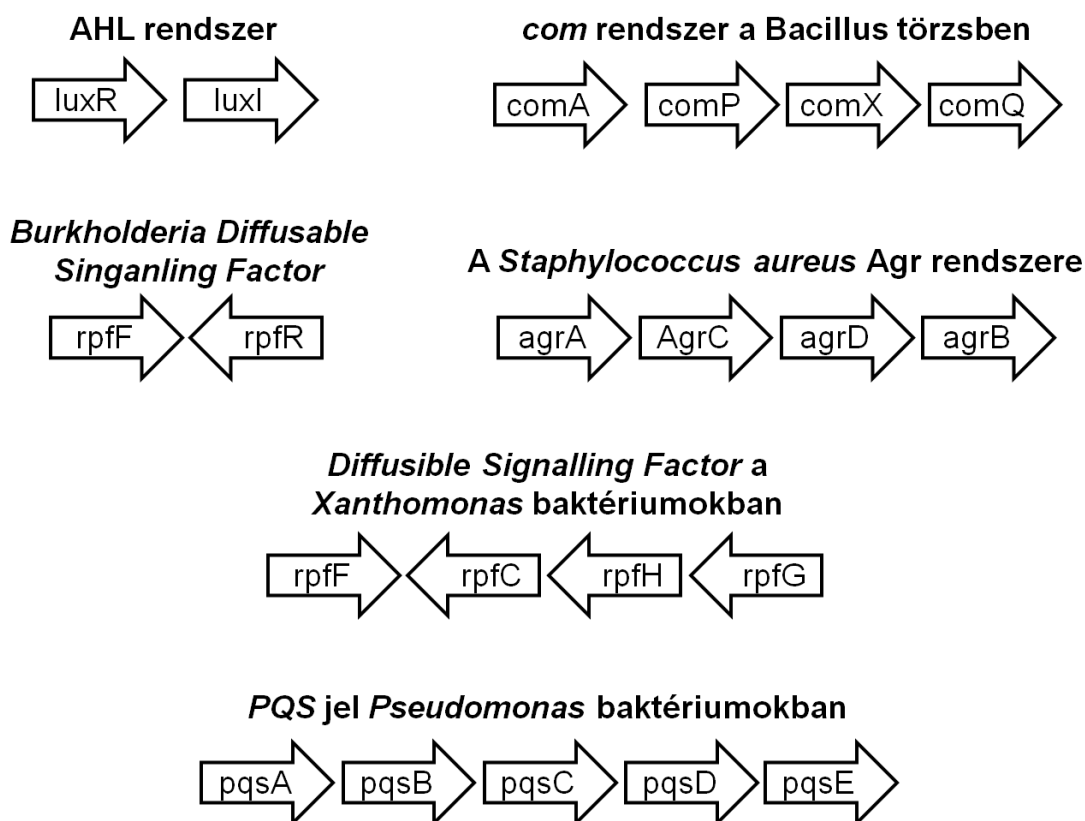 AHL rendszer
luxR luxI
com rendszer a Bacillus törzsben
comA comP comX comQ
Burkholderia Diffusable
Singanling Factor
rpfF rpfR
A Staphylococcus aureus Agr rendszere
agrA AgrC agrD agrB
Diffusible Signalling Factor a
Xanthomonas baktériumokban
rpfF rpfC rpfH rpfG
PQS jel Pseudomonas baktériumokban
pqsA pqsB pqsC pqsD pqsE